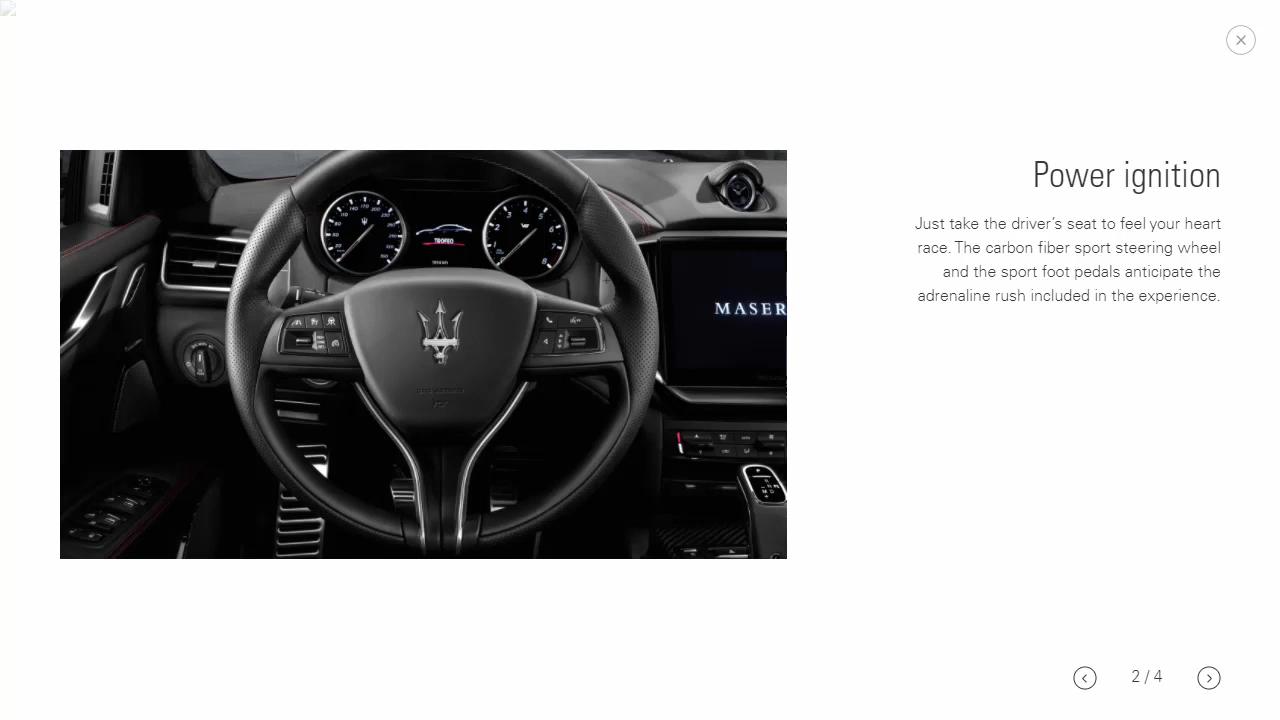 Power ignition
Just take the driver’s seat to feel your heart
race. The carbon fiber sport steering wheel
and the sport foot pedals anticipate the
adrenaline rush included in the experience.
TROFEO
MASER
2 / 4